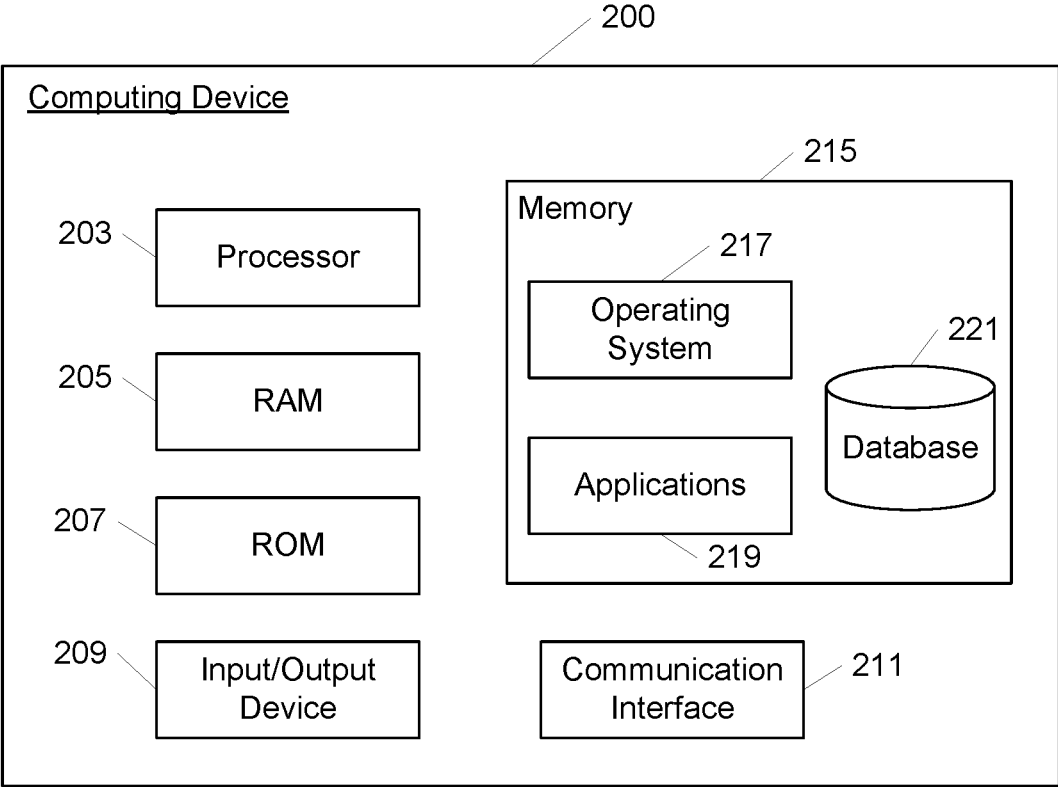 200
Computing Device
215
Memory
203
Processor
217
Operating
System
221
205
RAM
Database
Applications
219
207
ROM
209
Input/Output
Device
Communication
Interface
211